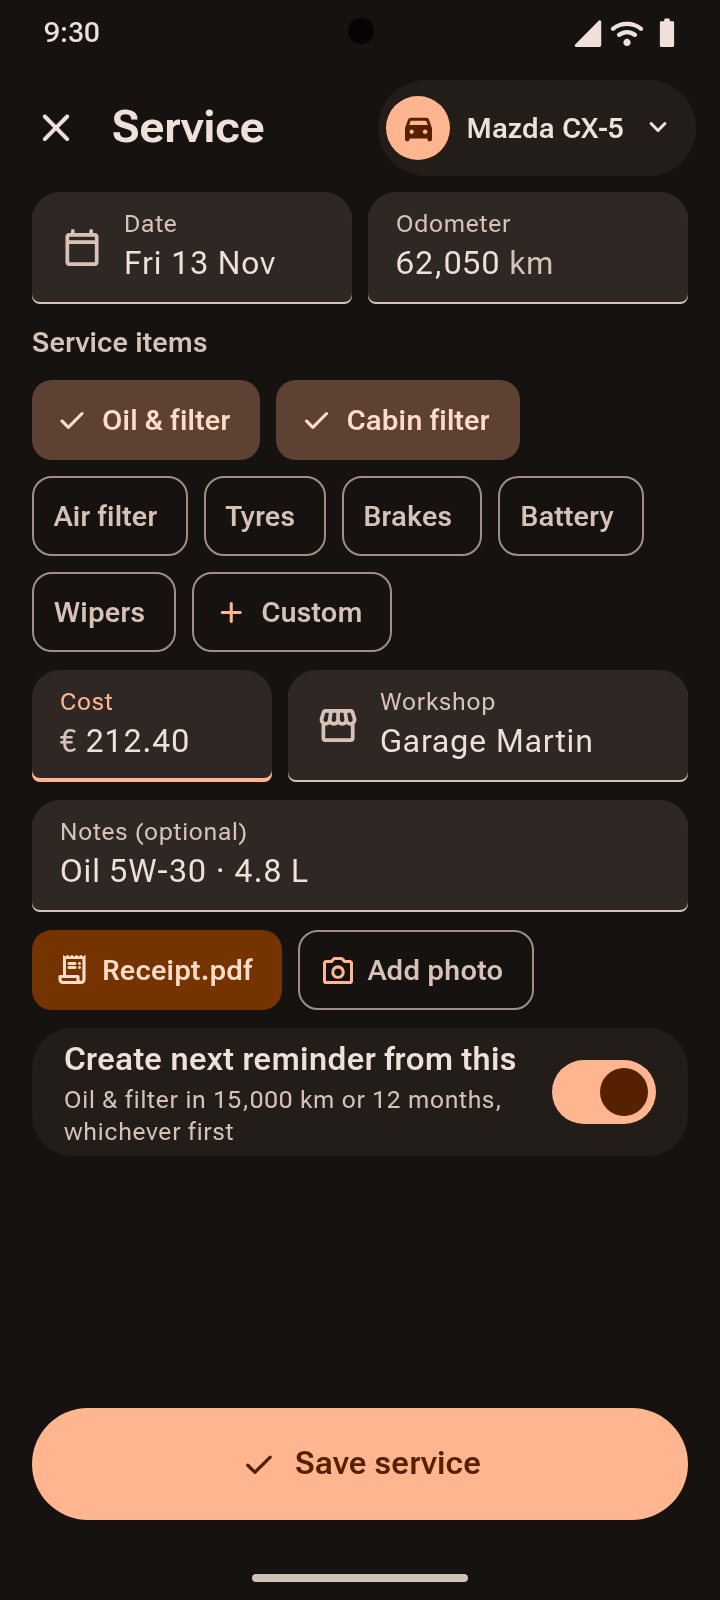 9:30
Service
Mazda CX-5
Date
Fri 13 Nov
Odometer
62,050 km
Service items
Oil & filter
Cabin filter
Air filter
Tyres
Brakes
Battery
Wipers
Custom
Cost
€ 212.40
Workshop
Garage Martin
Notes (optional)
Oil 5W-30 · 4.8 L
Receipt.pdf
Add photo
Create next reminder from this
Oil & filter in 15,000 km or 12 months,
whichever first
Save service